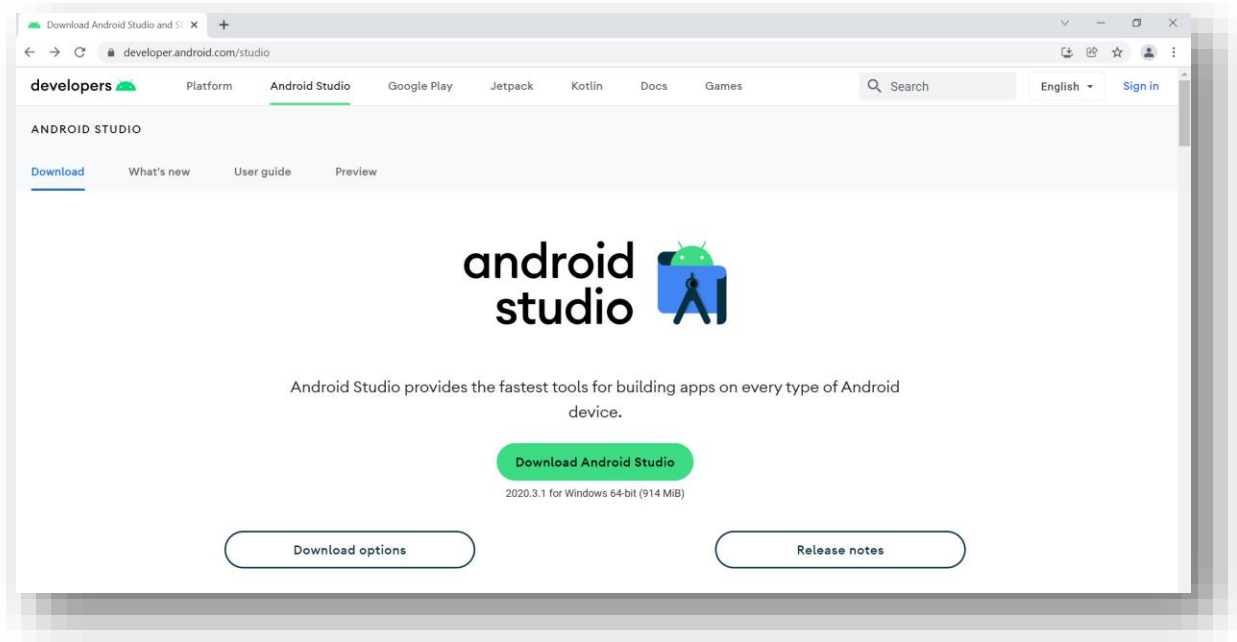 Download Android Studio and S
developer.android.com/studio
developers Platform Android Studio Google Play Jetpack Kotlin Docs Games Search English Sign in
ANDROID STUDIO
Download What's new User guide Preview
android
studio
Android Studio provides the fastest tools for building apps on every type of Android
device.
Download Android Studio
2020.3.1 for Windows 64-bit (914 MiB)
Download options Release notes